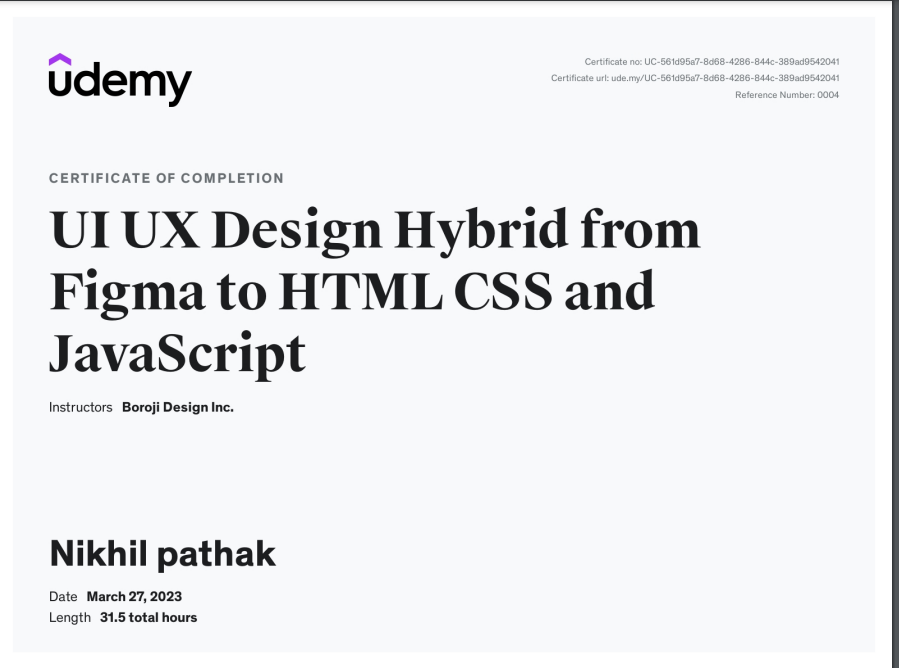 udemy
Certificate no: UC-561d95a7-8d68-4286-844c-389ad9542041
Certificate url: ude.my/UC-561d95a7-8d68-4286-844c-389ad9542041
Reference Number: 0004
CERTIFICATE OF COMPLETION
UI UX Design Hybrid from
Figma to HTML CSS and
JavaScript
Instructors Boroji Design Inc.
Nikhil pathak
Date March 27, 2023
Length 31.5 total hours